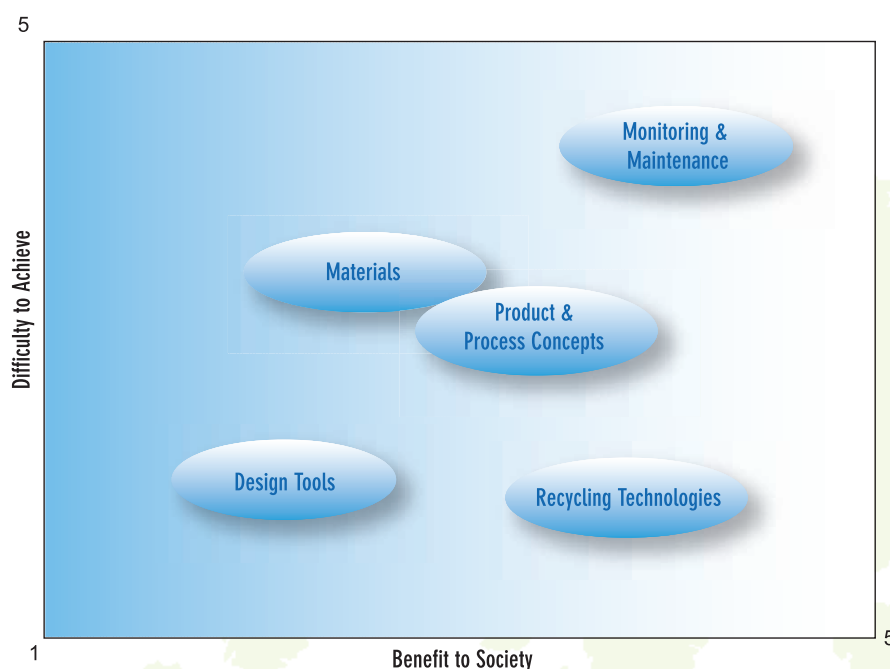 5
Monitoring &
Maintenance
Materials
Product &
Process Concepts
Difficulty to Achieve
Design Tools
Recycling Technologies
1
5
Benefit to Society